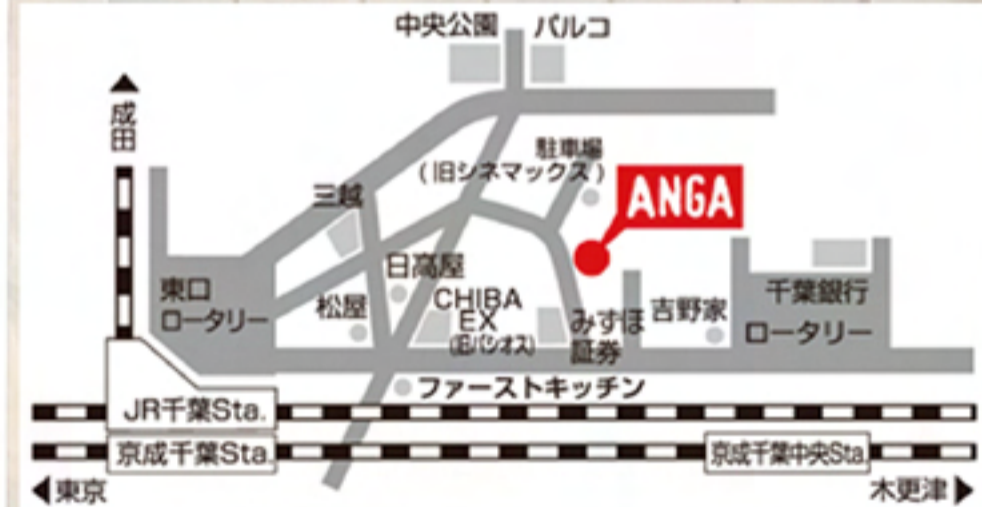 中央公園
パルコ
成田
駐車場
(旧シネマックス)
ANGA
三越
日高屋
東口
ロータリー
松屋
CHIBA
EX
(旧パシオス)
みずほ
証券
吉野家
千葉銀行
ロータリー
ファーストキッチン
JR千葉Sta.
京成千葉Sta.
京成千葉中央Sta.
東京
木更津